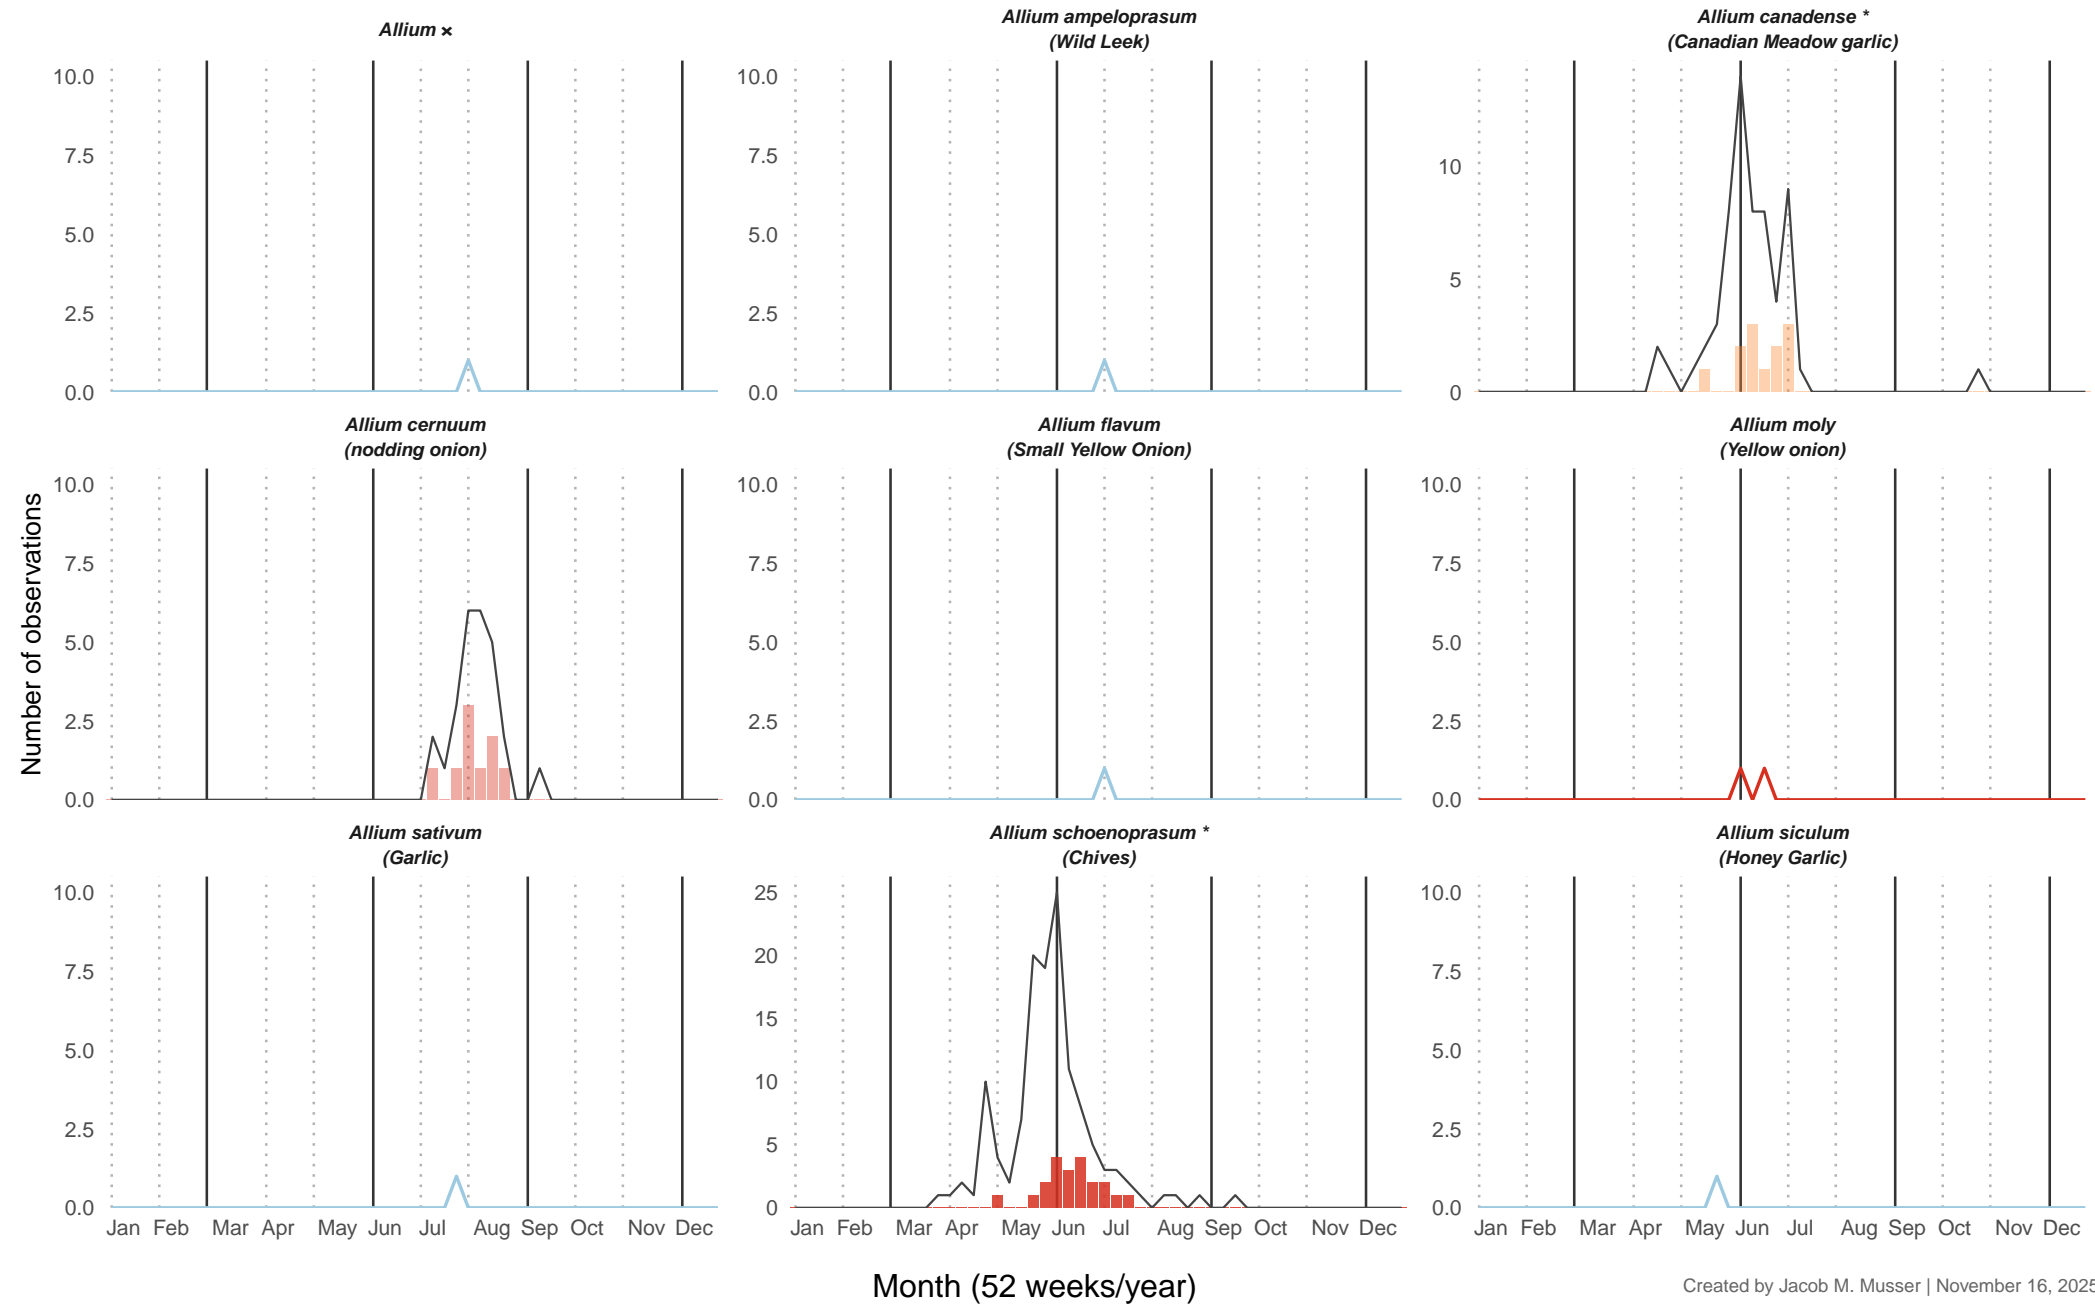 Allium ×
Allium ampeloprasum
(Wild Leek)
Allium canadense *
(Canadian Meadow garlic)
10.0
7.5
5.0
2.5
0.0
10.0
7.5
5.0
2.5
0.0
10
5
0
Allium cernuum
(nodding onion)
Allium flavum
(Small Yellow Onion)
Allium moly
(Yellow onion)
10.0
7.5
5.0
2.5
0.0
10.0
7.5
5.0
2.5
0.0
10.0
7.5
5.0
2.5
0.0
Number of observations
Allium sativum
(Garlic)
Allium schoenoprasum *
(Chives)
Allium siculum
(Honey Garlic)
10.0
7.5
5.0
2.5
0.0
25
20
15
10
5
0
10.0
7.5
5.0
2.5
0.0
Jan Feb Mar Apr May Jun Jul Aug Sep Oct Nov Dec
Jan Feb Mar Apr May Jun Jul Aug Sep Oct Nov Dec
Jan Feb Mar Apr May Jun Jul Aug Sep Oct Nov Dec
Month (52 weeks/year)
Created by Jacob M. Musser | November 16, 2025